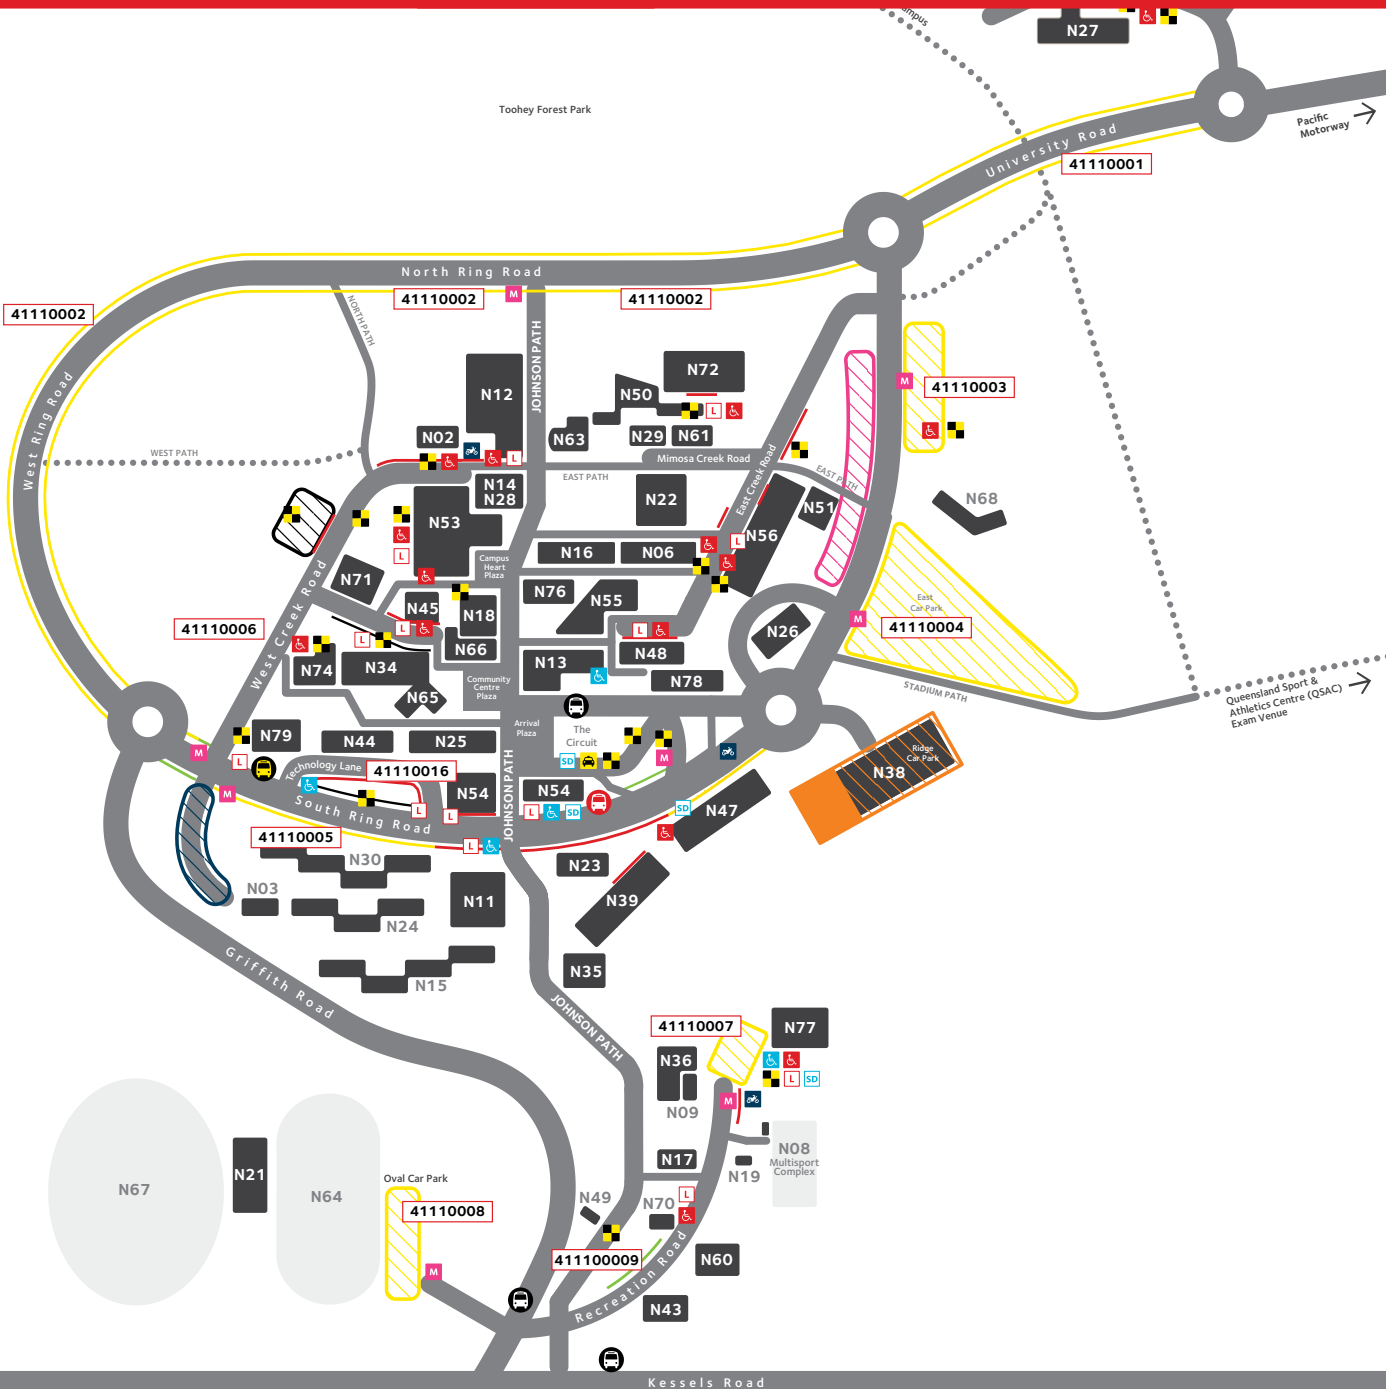 N27
Pacific
Motorway
Toohey Forest Park
University Road
41110001
North Ring Road
41110002
M
41110002
41110002
NORTH PATH
JOHNSON PATH
West Ring Road
N72
M
41110003
N12
N50
L
N02
N63
N29
N61
WEST PATH
L
Mimosa Creek Road
East Creek Road
EAST PATH
EAST PATH
N14
N28
N22
N51
N68
N53
N56
L
L
Campus
Heart
Plaza
N16
N06
N71
N76
N55
East
Car Park
N45
N18
M
41110004
41110006
West Creek Road
L
L
L
N26
N66
N48
N74
N34
N13
N78
Community
Centre
Plaza
N65
STADIUM PATH
Queensland Sport &
Athletics Centre (QSAC)
Exam Venue
Arrival
Plaza
The
Circuit
N79
N44
N25
M
L
SD
M
Ridge
Car Park
N38
Technology Lane
41110016
JOHNSON PATH
M
N54
N54
South Ring Road
L
L
L
SD
SD
N47
41110005
L
N30
N23
N03
N11
N39
N24
N35
N15
Griffith Road
JOHNSON PATH
41110007
N77
N36
L
SD
N09
M
N08
Multisport
Complex
N17
N19
N67
N21
N64
Oval Car Park
41110008
N49
N70
L
411100009
N60
M
Recreation Road
N43
Kessels Road